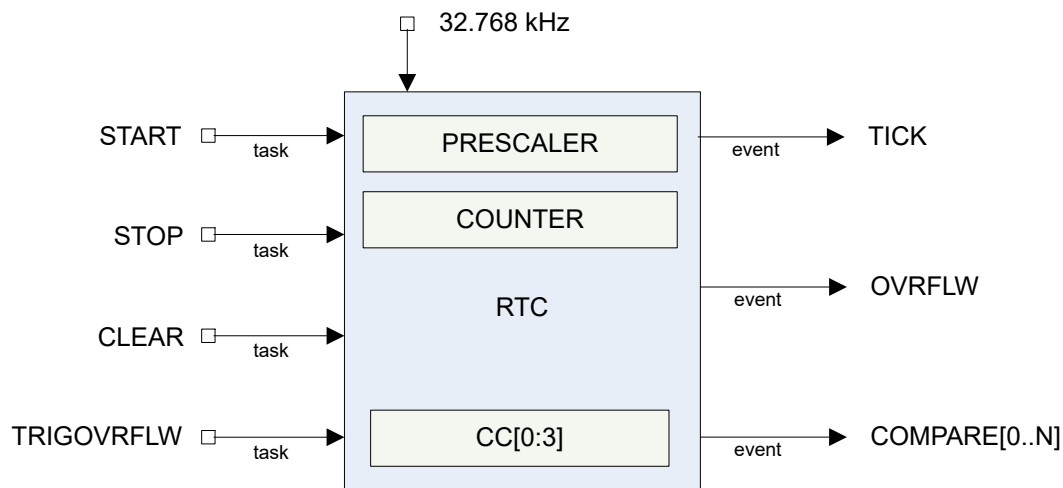 32.768 kHz
START
task
PRESCALER
event
TICK
STOP
task
COUNTER
RTC
event
OVRFLW
CLEAR
task
TRIGOVRFLW
task
CC[0:3]
event
COMPARE[0..N]